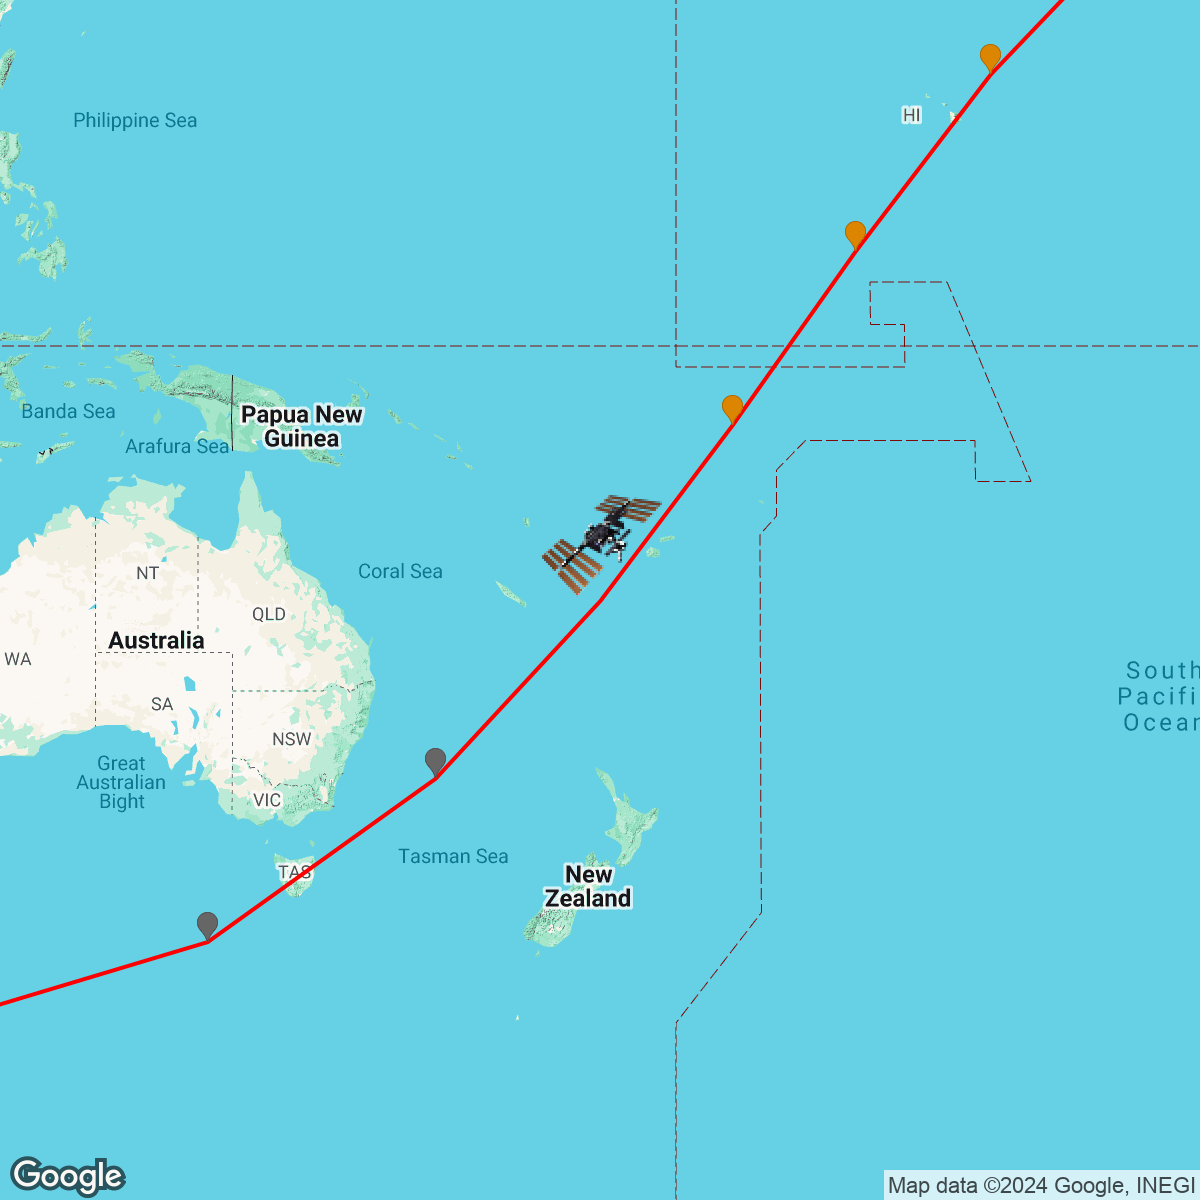 Philippine Sea
HI
Banda Sea
Papua New
Guinea
Arafura Sea
NT
Coral Sea
QLD
Australia
WA
SA
NSW
South
Pacifi
Ocean
Great
Australian
Bight
VIC
Tasman Sea
TAS
New
Zealand
Google
Map data ©2024 Google, INEGI